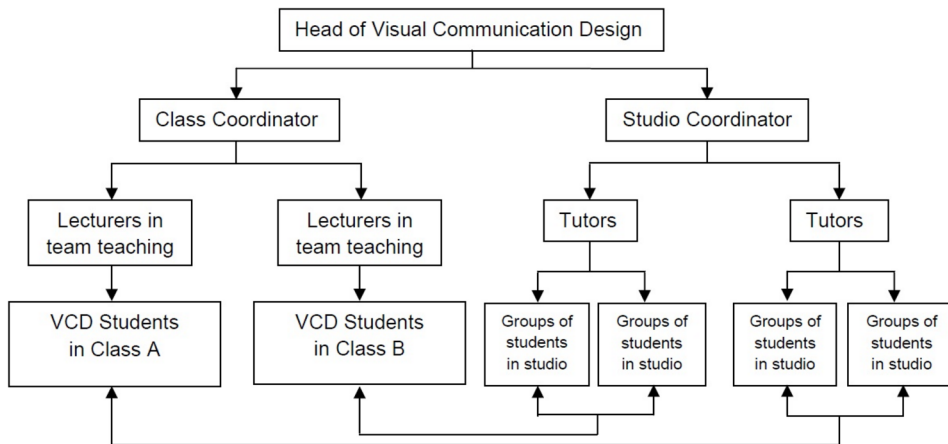 Head of Visual Communication Design
Class Coordinator
Studio Coordinator
Lecturers in
team teaching
Lecturers in
team teaching
Tutors
Tutors
VCD Students
in Class A
VCD Students
in Class B
Groups of
students
in studio
Groups of
students
in studio
Groups of
students
in studio
Groups of
students
in studio